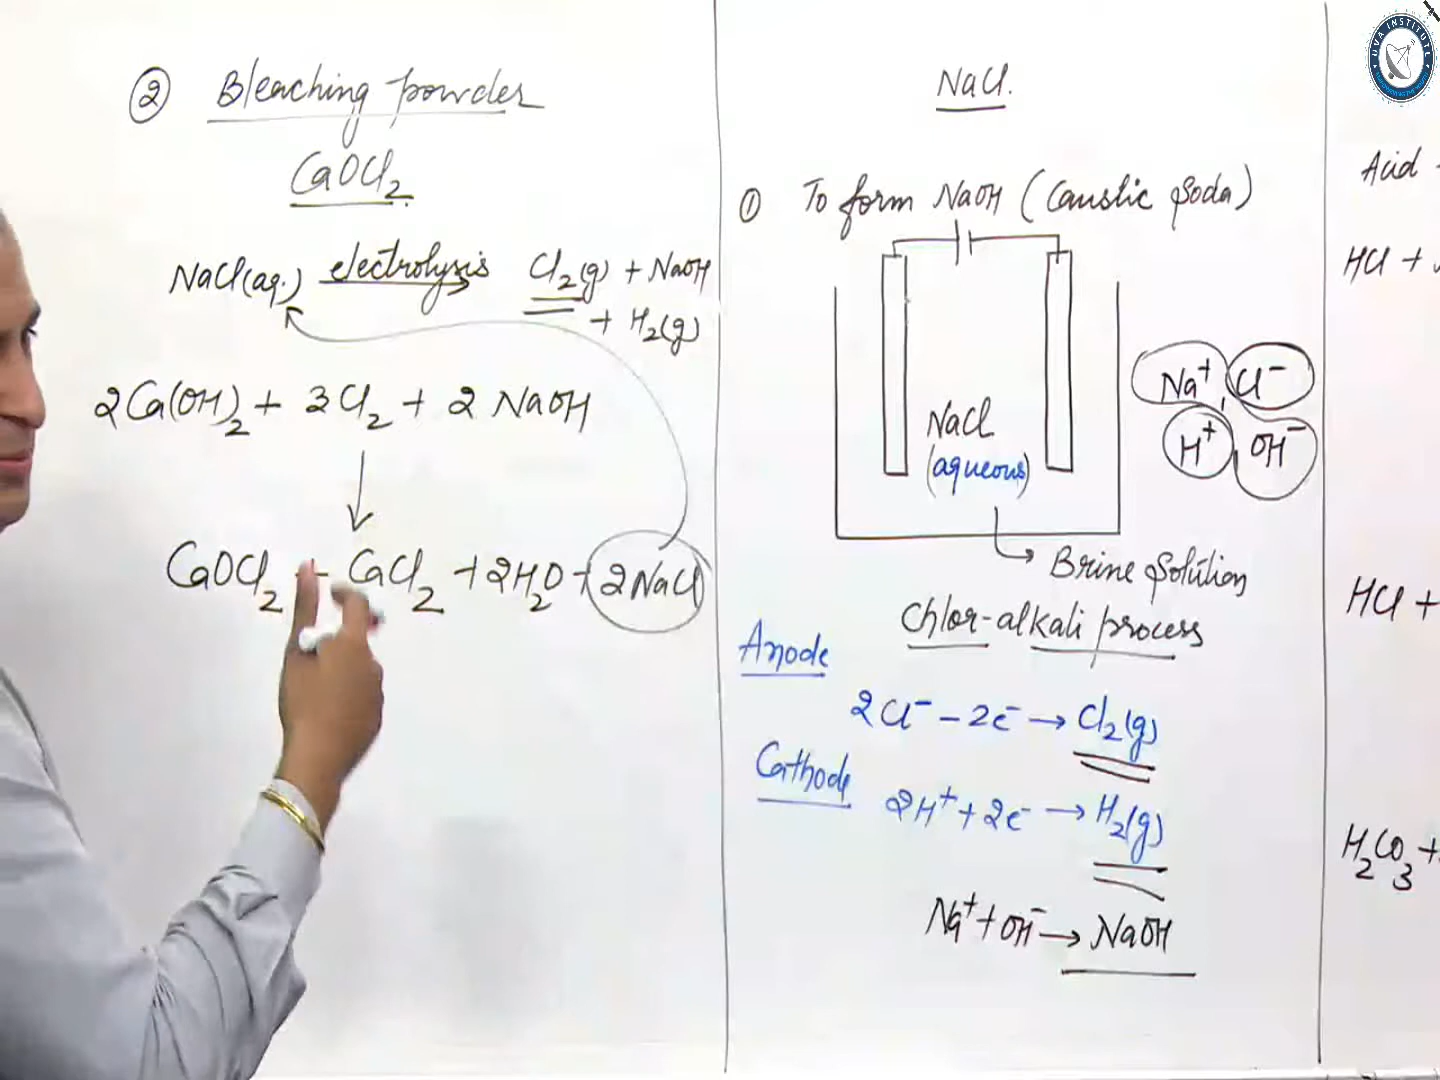 ② Bleaching powder
CaOCl₂.
NaCl(aq.) electrolysis → Cl₂(g) + NaOH
+ H₂(g)
2Ca(OH)₂ + 3Cl₂ + 2 NaOH
↓
CaOCl₂ + CaCl₂ + 2H₂O + 2NaCl
NaCl.
① To form NaOH (Caustic Soda)
Na⁺, Cl⁻
H⁺, OH⁻
NaCl
(aqueous)
→ Brine Solution
Chlor-alkali process
Anode
2Cl⁻ - 2e⁻ → Cl₂(g)
Cathode
2H⁺ + 2e⁻ → H₂(g)
Na⁺ + OH⁻ → NaOH
UVA INSTITUTE
Acid
HCl +
HCl +
H₂CO₃ +